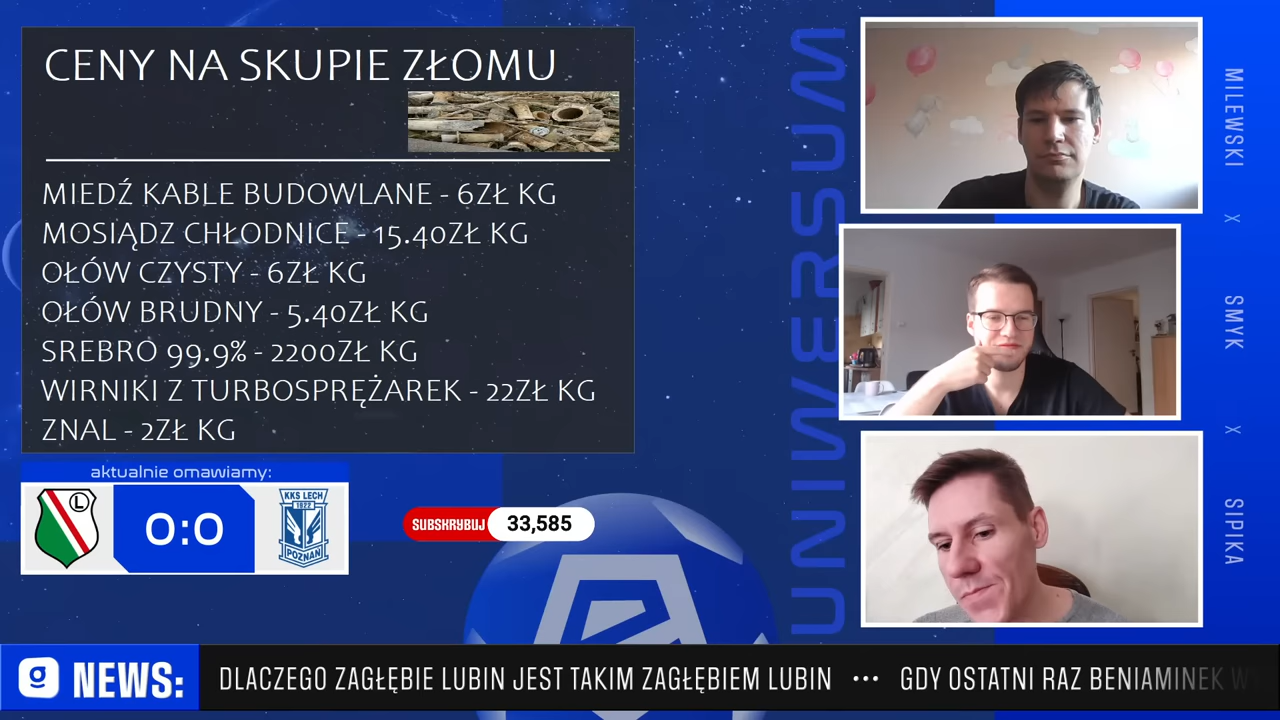 CENY NA SKUPIE ZŁOMU
MIEDŹ KABLE BUDOWLANE - 6ZŁ KG
MOSIĄDZ CHŁODNICE - 15.40ZŁ KG
OŁÓW CZYSTY - 6ZŁ KG
OŁÓW BRUDNY - 5.40ZŁ KG
SREBRO 99.9% - 2200ZŁ KG
WIRNIKI Z TURBOSPRĘŻAREK - 22ZŁ KG
ZNAL - 2ZŁ KG
aktualnie omawiamy:
L
0:0
KKS LECH
1922
POZNAŃ
SUBSKRYBUJ 33,585
UNIWERSUM
MILEWSKI X SMYK X SIPIKA
g NEWS: DLACZEGO ZAGŁĘBIE LUBIN JEST TAKIM ZAGŁĘBIEM LUBIN ••• GDY OSTATNI RAZ BENIAMINEK